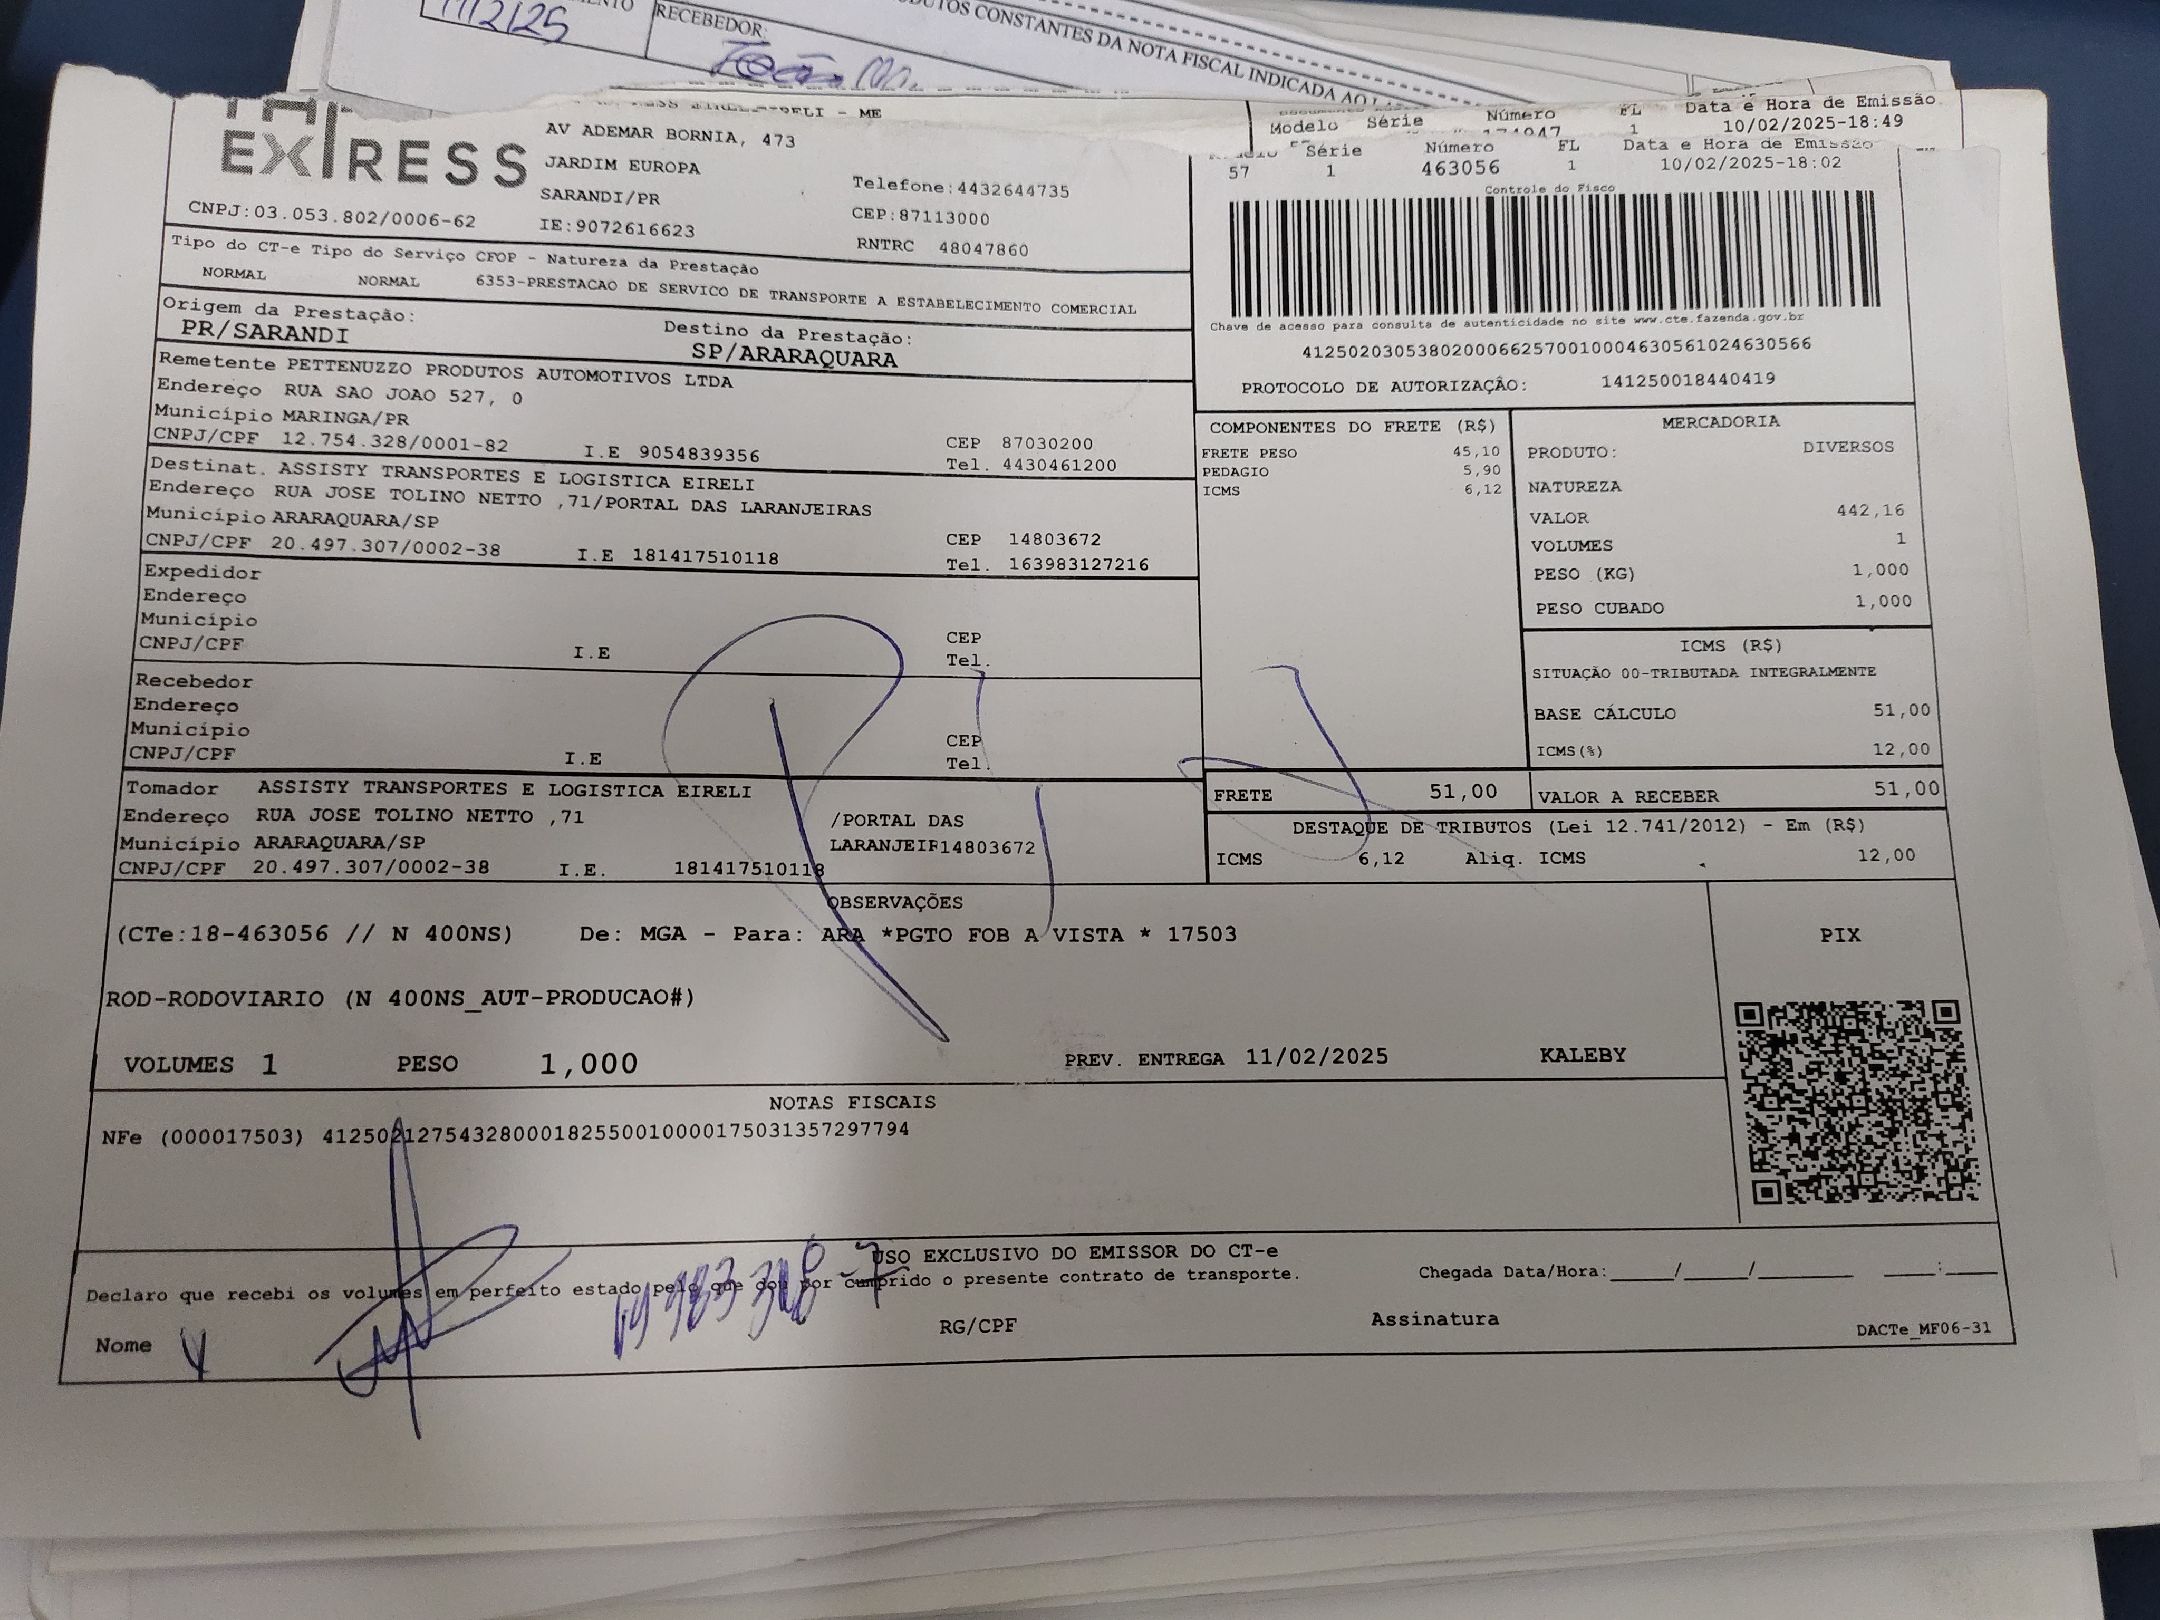 RECEBEDOR:
PRODUTOS CONSTANTES DA NOTA FISCAL INDICADA AO
EXPRESS
- ME
AV ADEMAR BORNIA, 473
JARDIM EUROPA
SARANDI/PR
Telefone:4432644735
CNPJ:03.053.802/0006-62
IE:9072616623
CEP:87113000
RNTRC 48047860
Modelo Série Número FL Data e Hora de Emissão
1 10/02/2025-18:49
Série Número FL Data e Hora de Emissão
57 1 463056 1 10/02/2025-18:02
Controle do Fisco
Chave de acesso para consulta de autenticidade no site www.cte.fazenda.gov.br
41250203053802000662570010004630561024630566
PROTOCOLO DE AUTORIZAÇÃO: 141250018440419
Tipo do CT-e Tipo do Serviço CFOP - Natureza da Prestação
NORMAL NORMAL 6353-PRESTACAO DE SERVICO DE TRANSPORTE A ESTABELECIMENTO COMERCIAL
Origem da Prestação: Destino da Prestação:
PR/SARANDI SP/ARARAQUARA
Remetente PETTENUZZO PRODUTOS AUTOMOTIVOS LTDA
Endereço RUA SAO JOAO 527, 0
Município MARINGA/PR CEP 87030200
CNPJ/CPF 12.754.328/0001-82 I.E 9054839356 Tel. 4430461200
Destinat. ASSISTY TRANSPORTES E LOGISTICA EIRELI
Endereço RUA JOSE TOLINO NETTO ,71/PORTAL DAS LARANJEIRAS
Município ARARAQUARA/SP CEP 14803672
CNPJ/CPF 20.497.307/0002-38 I.E 181417510118 Tel. 163983127216
Expedidor
Endereço
Município CEP
CNPJ/CPF I.E Tel.
Recebedor
Endereço
Município CEP
CNPJ/CPF I.E Tel.
Tomador ASSISTY TRANSPORTES E LOGISTICA EIRELI
Endereço RUA JOSE TOLINO NETTO ,71 /PORTAL DAS
Município ARARAQUARA/SP LARANJEIR14803672
CNPJ/CPF 20.497.307/0002-38 I.E. 181417510118
COMPONENTES DO FRETE (R$)
FRETE PESO 45,10
PEDAGIO 5,90
ICMS 6,12
MERCADORIA
PRODUTO: DIVERSOS
NATUREZA
VALOR 442,16
VOLUMES 1
PESO (KG) 1,000
PESO CUBADO 1,000
ICMS (R$)
SITUAÇÃO 00-TRIBUTADA INTEGRALMENTE
BASE CÁLCULO 51,00
ICMS(%) 12,00
FRETE 51,00 VALOR A RECEBER 51,00
DESTAQUE DE TRIBUTOS (Lei 12.741/2012) - Em (R$)
ICMS 6,12 Aliq. ICMS 12,00
OBSERVAÇÕES
(CTe:18-463056 // N 400NS) De: MGA - Para: ARA *PGTO FOB A VISTA * 17503
PIX
ROD-RODOVIARIO (N 400NS_AUT-PRODUCAO#)
VOLUMES 1 PESO 1,000 PREV. ENTREGA 11/02/2025 KALEBY
NOTAS FISCAIS
NFe (000017503) 41250212754328000182550010000175031357297794
USO EXCLUSIVO DO EMISSOR DO CT-e
Declaro que recebi os volumes em perfeito estado pelo que dou por cumprido o presente contrato de transporte. Chegada Data/Hora:_____/_____/_______ ____:____
Nome RG/CPF Assinatura
DACTe_MF06-31